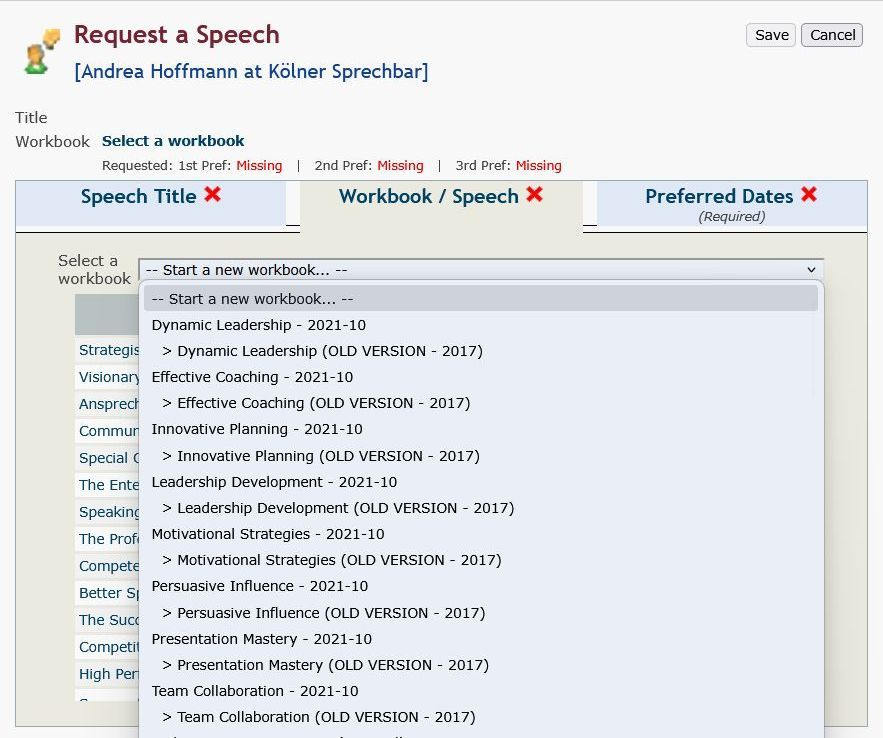 Request a Speech
Save
Cancel
[Andrea Hoffmann at Kölner Sprechbar]
Title
Workbook Select a workbook
Requested: 1st Pref: Missing | 2nd Pref: Missing | 3rd Pref: Missing
Speech Title
Workbook / Speech
Preferred Dates
(Required)
Select a
workbook
-- Start a new workbook... --
-- Start a new workbook... --
Dynamic Leadership - 2021-10
> Dynamic Leadership (OLD VERSION - 2017)
Effective Coaching - 2021-10
> Effective Coaching (OLD VERSION - 2017)
Innovative Planning - 2021-10
> Innovative Planning (OLD VERSION - 2017)
Leadership Development - 2021-10
> Leadership Development (OLD VERSION - 2017)
Motivational Strategies - 2021-10
> Motivational Strategies (OLD VERSION - 2017)
Persuasive Influence - 2021-10
> Persuasive Influence (OLD VERSION - 2017)
Presentation Mastery - 2021-10
> Presentation Mastery (OLD VERSION - 2017)
Team Collaboration - 2021-10
> Team Collaboration (OLD VERSION - 2017)
Strategis
Visionary
Ansprech
Commun
Special
The Ente
Speaking
The Prof
Compete
Better Sp
The Succ
Competit
High Per